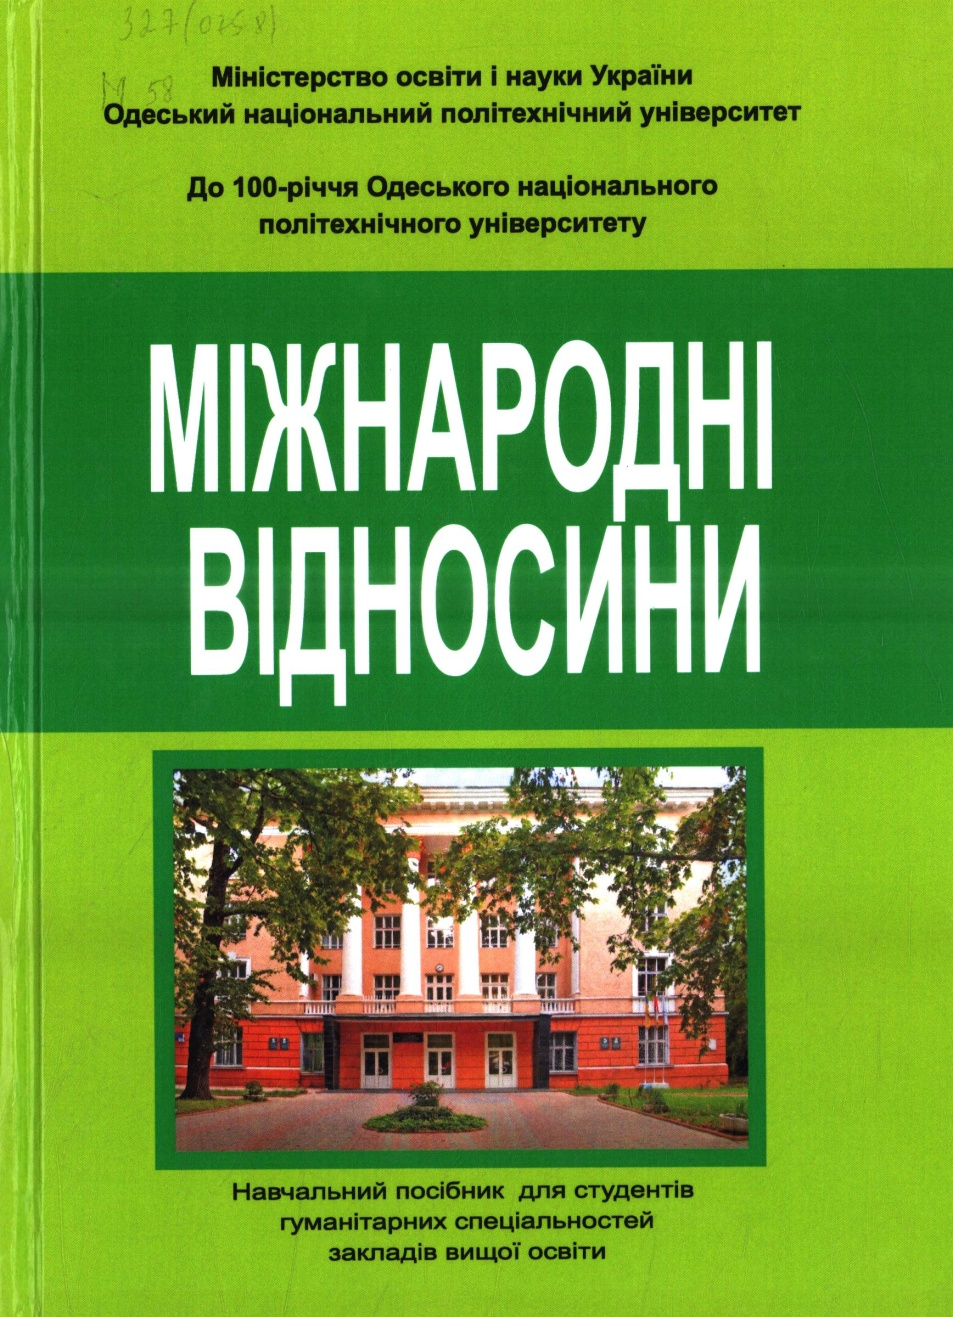 327(075.8)
М 58
Міністерство освіти і науки України
Одеський національний політехнічний університет
До 100-річчя Одеського національного
політехнічного університету
МІЖНАРОДНІ
ВІДНОСИНИ
Навчальний посібник для студентів
гуманітарних спеціальностей
закладів вищої освіти